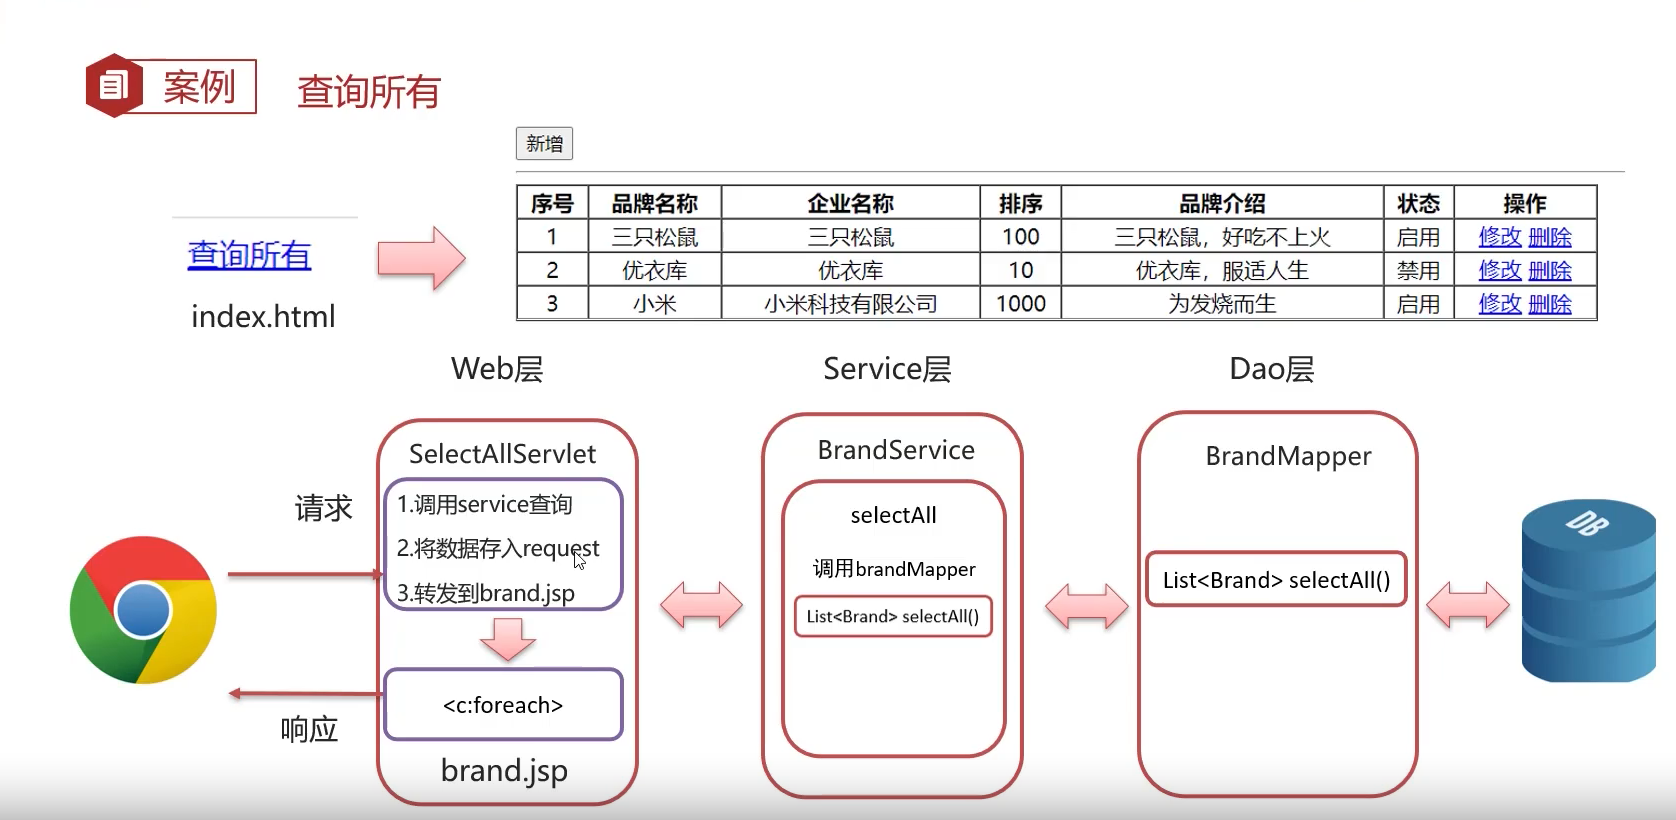 案例 查询所有
新增
序号 品牌名称 企业名称 排序 品牌介绍 状态 操作
1 三只松鼠 三只松鼠 100 三只松鼠，好吃不上火 启用 修改 删除
2 优衣库 优衣库 10 优衣库，服适人生 禁用 修改 删除
3 小米 小米科技有限公司 1000 为发烧而生 启用 修改 删除
查询所有
index.html
Web层 Service层 Dao层
请求
响应
SelectAllServlet
1.调用service查询
2.将数据存入request
3.转发到brand.jsp
<c:foreach>
brand.jsp
BrandService
selectAll
调用brandMapper
List<Brand> selectAll()
BrandMapper
List<Brand> selectAll()
DB